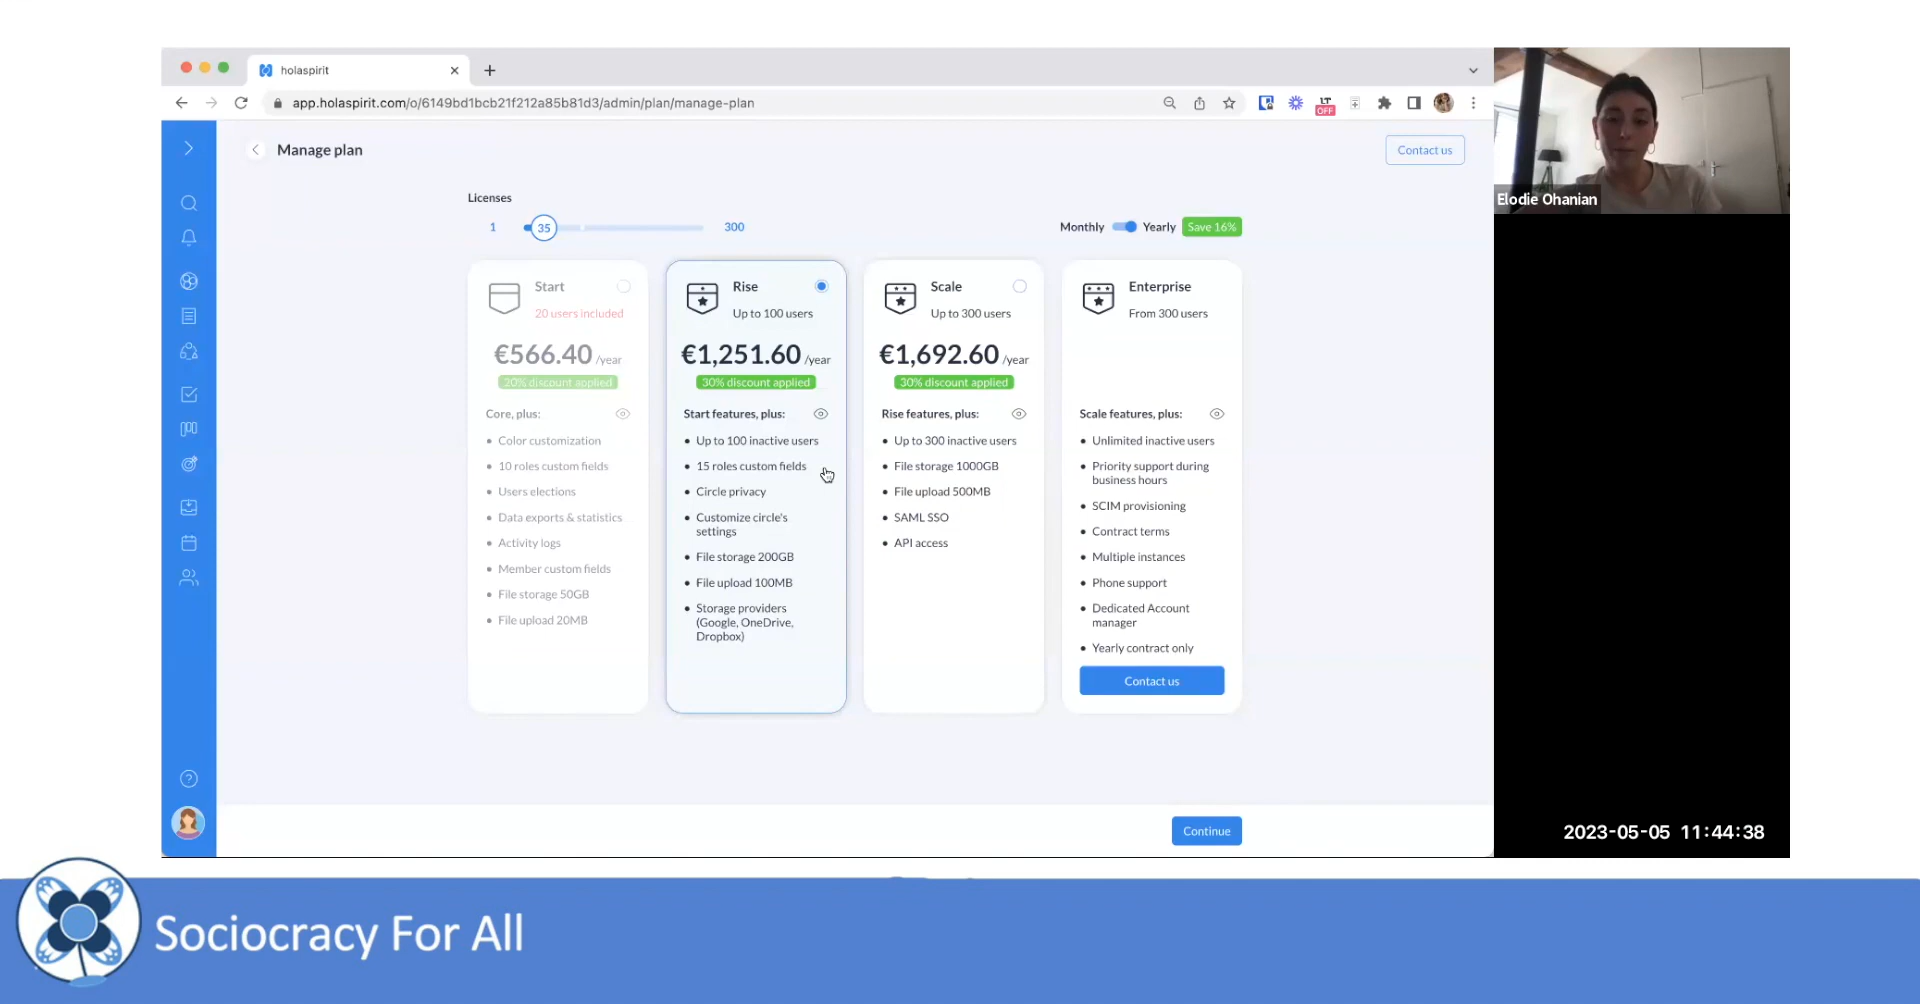 holaspirit
app.holaspirit.com/o/6149bd1bcb21f212a85b81d3/admin/plan/manage-plan
LT
OFF
Manage plan
Contact us
Licenses
1
35
300
Monthly
Yearly
Save 16%
Start
20 users included
€566.40 /year
20% discount applied
Core, plus:
Color customization
10 roles custom fields
Users elections
Data exports & statistics
Activity logs
Member custom fields
File storage 50GB
File upload 20MB
Rise
Up to 100 users
€1,251.60 /year
30% discount applied
Start features, plus:
Up to 100 inactive users
15 roles custom fields
Circle privacy
Customize circle's
settings
File storage 200GB
File upload 100MB
Storage providers
(Google, OneDrive,
Dropbox)
Scale
Up to 300 users
€1,692.60 /year
30% discount applied
Rise features, plus:
Up to 300 inactive users
File storage 1000GB
File upload 500MB
SAML SSO
API access
Enterprise
From 300 users
Scale features, plus:
Unlimited inactive users
Priority support during
business hours
SCIM provisioning
Contract terms
Multiple instances
Phone support
Dedicated Account
manager
Yearly contract only
Contact us
Continue
Elodie Ohanian
2023-05-05 11:44:38
Sociocracy For All